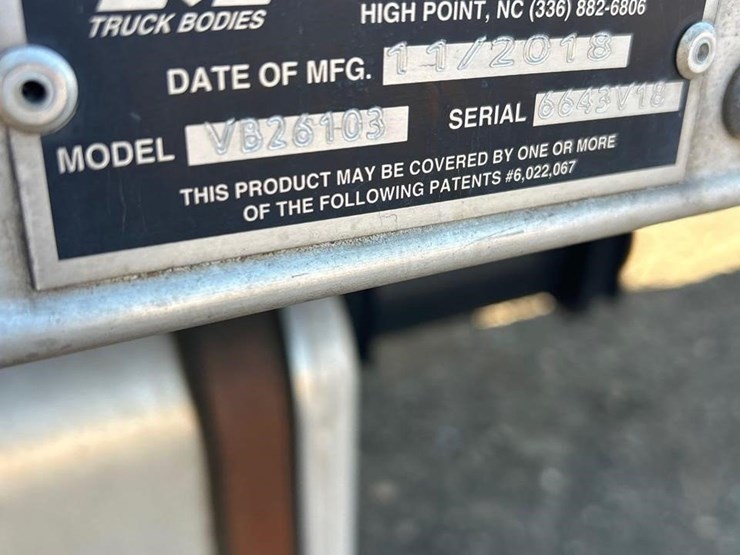 TRUCK BODIES
HIGH POINT, NC (336) 882-6806
DATE OF MFG. 11/2018
MODEL VB26103
SERIAL 6643V18
THIS PRODUCT MAY BE COVERED BY ONE OR MORE
OF THE FOLLOWING PATENTS #6,022,067